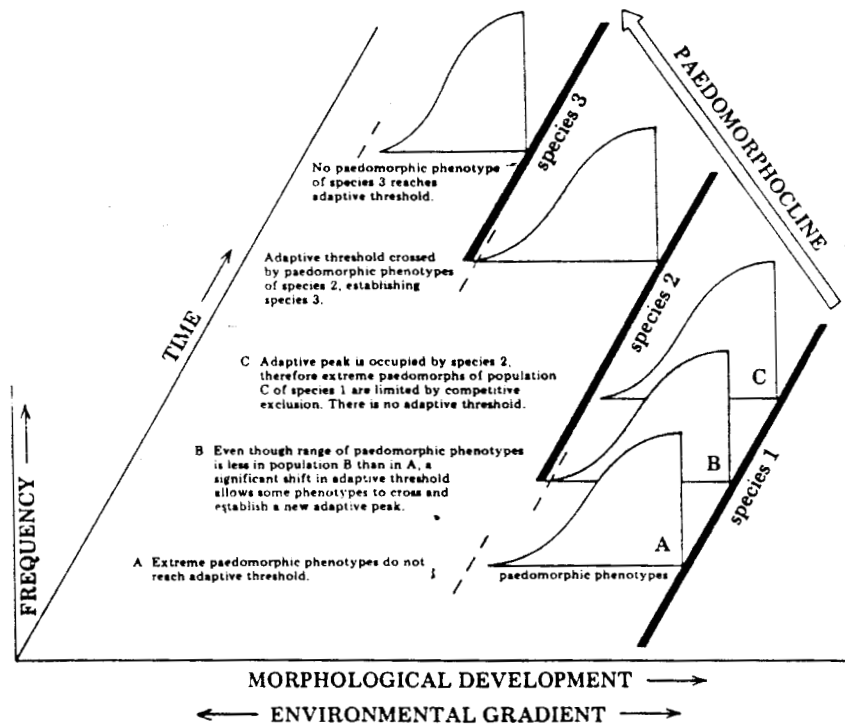 PAEDOMORPHOCLINE
species 3
No paedomorphic phenotype
of species 3 reaches
adaptive threshold.
Adaptive threshold crossed
by paedomorphic phenotypes
of species 2, establishing
species 3.
TIME
species 2
C Adaptive peak is occupied by species 2,
therefore extreme paedomorphs of population
C of species 1 are limited by competitive
exclusion. There is no adaptive threshold.
C
B Even though range of paedomorphic phenotypes
is less in population B than in A, a
significant shift in adaptive threshold
allows some phenotypes to cross and
establish a new adaptive peak.
B
species 1
FREQUENCY
A Extreme paedomorphic phenotypes do not
reach adaptive threshold.
A
paedomorphic phenotypes
MORPHOLOGICAL DEVELOPMENT
ENVIRONMENTAL GRADIENT